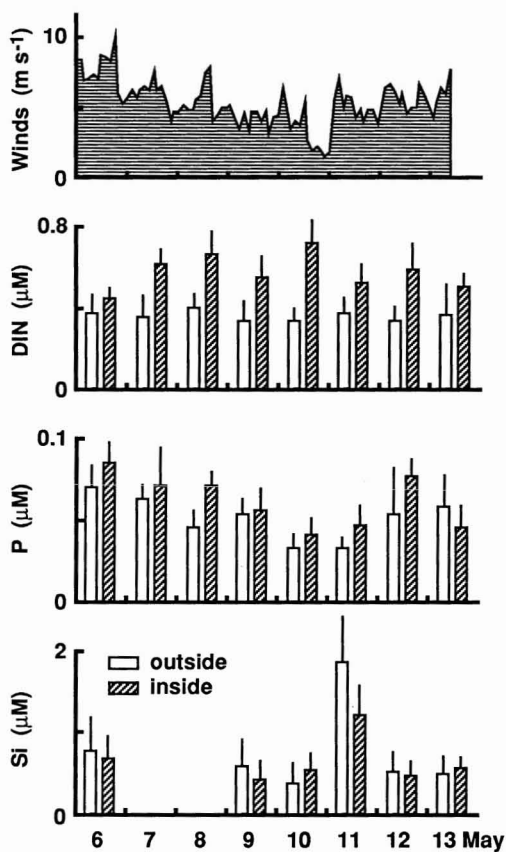 10
Winds (m s-1)
0
0.8
DIN (µM)
0
0.1
P (µM)
0
2
outside
inside
Si (µM)
0
6 7 8 9 10 11 12 13 May